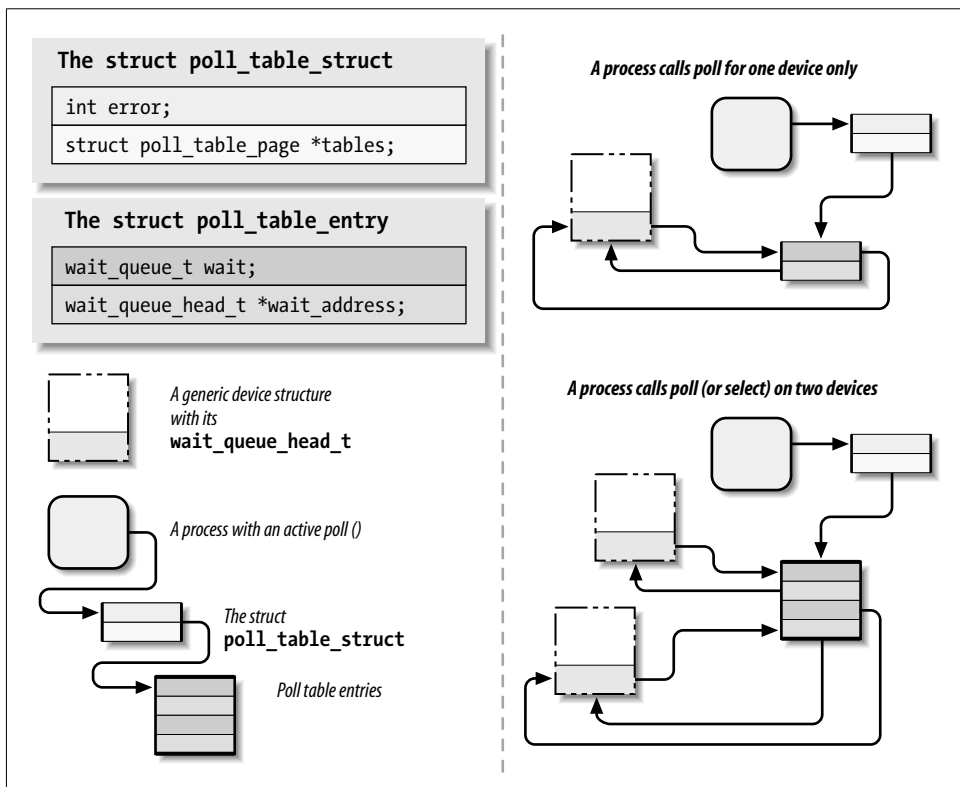 The struct poll_table_struct
int error;
struct poll_table_page *tables;
The struct poll_table_entry
wait_queue_t wait;
wait_queue_head_t *wait_address;
A generic device structure
with its
wait_queue_head_t
A process with an active poll ()
The struct
poll_table_struct
Poll table entries
A process calls poll for one device only
A process calls poll (or select) on two devices